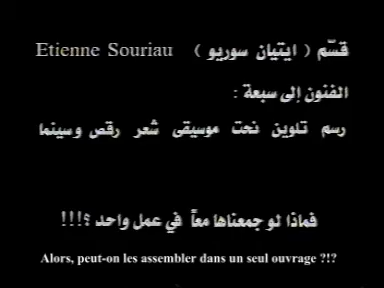 قسّم ( ايتيان سوريو ) Etienne Souriau
الفنون إلى سبعة :
رسم تلوين نحت موسيقى شعر رقص وسينما
فماذا لو جمعناها معاً في عمل واحد ؟!!!
Alors, peut-on les assembler dans un seul ouvrage ?!?